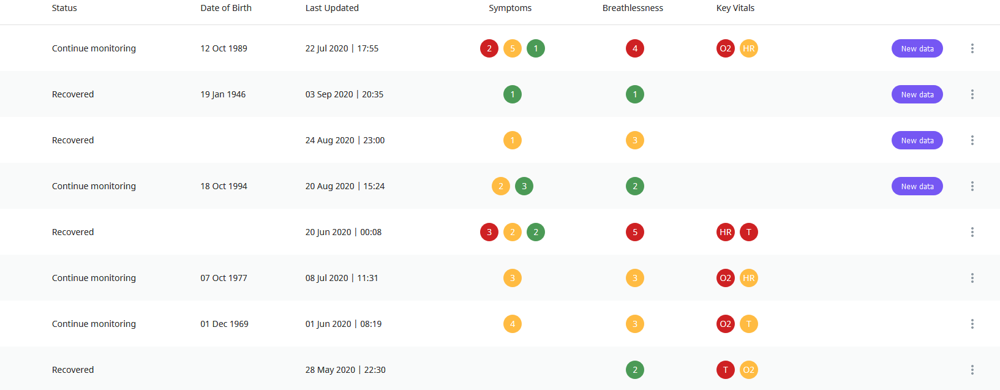 Status Date of Birth Last Updated Symptoms Breathlessness Key Vitals
Continue monitoring 12 Oct 1989 22 Jul 2020 | 17:55 2 5 1 4 O2 HR New data
Recovered 19 Jan 1946 03 Sep 2020 | 20:35 1 1 New data
Recovered 24 Aug 2020 | 23:00 1 3 New data
Continue monitoring 18 Oct 1994 20 Aug 2020 | 15:24 2 3 2 New data
Recovered 20 Jun 2020 | 00:08 3 2 2 5 HR T
Continue monitoring 07 Oct 1977 08 Jul 2020 | 11:31 3 3 O2 HR
Continue monitoring 01 Dec 1969 01 Jun 2020 | 08:19 4 3 O2 T
Recovered 28 May 2020 | 22:30 2 T O2